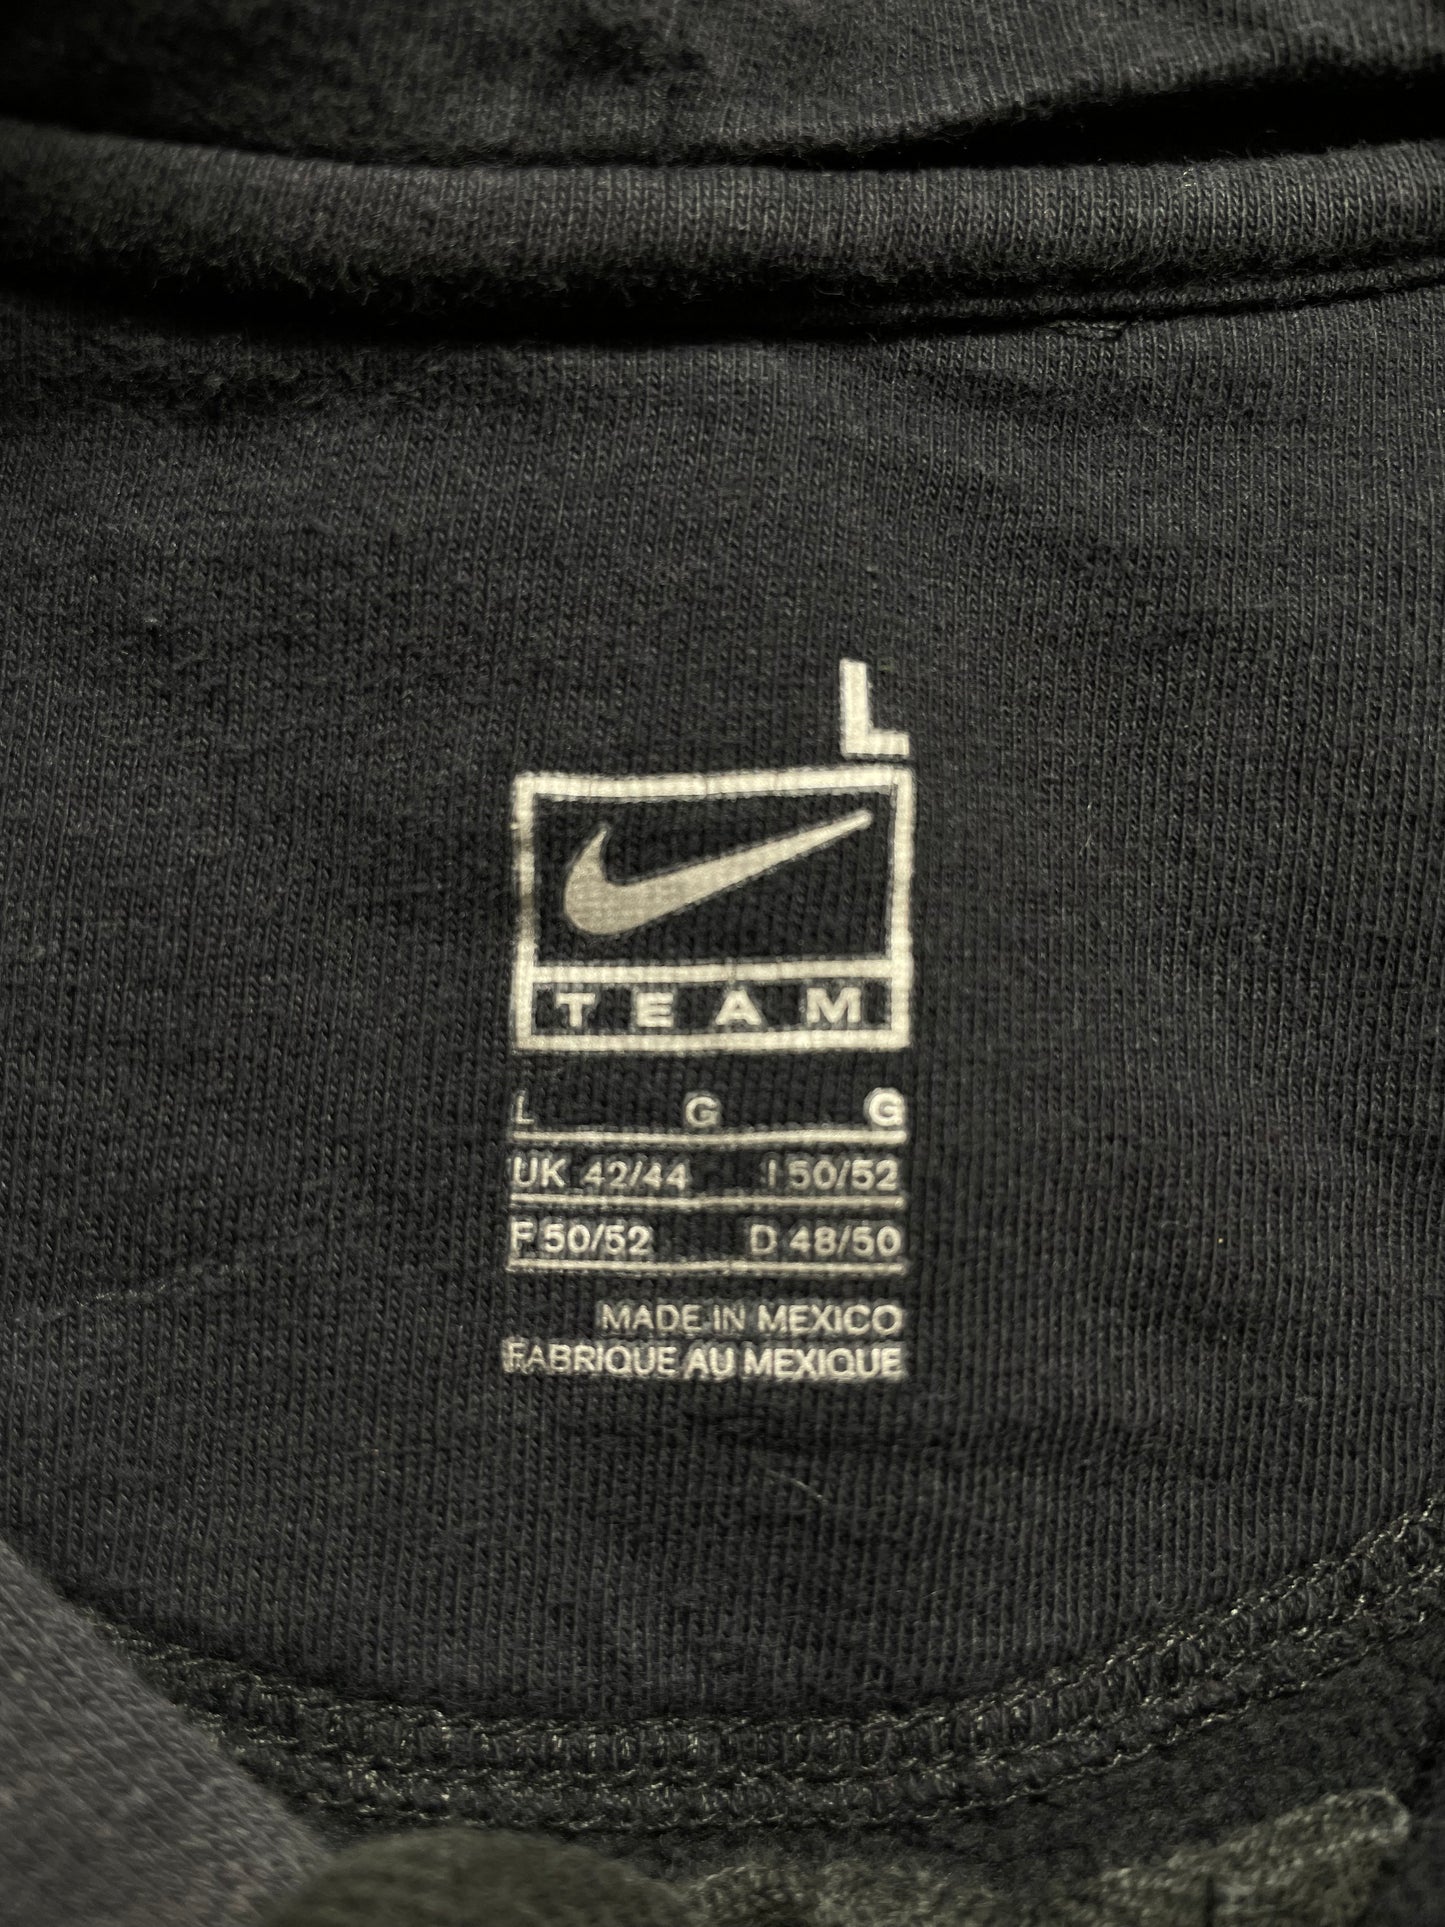 L
TEAM
L G G
UK 42/44 I 50/52
F 50/52 D 48/50
MADE IN MEXICO
FABRIQUE AU MEXIQUE